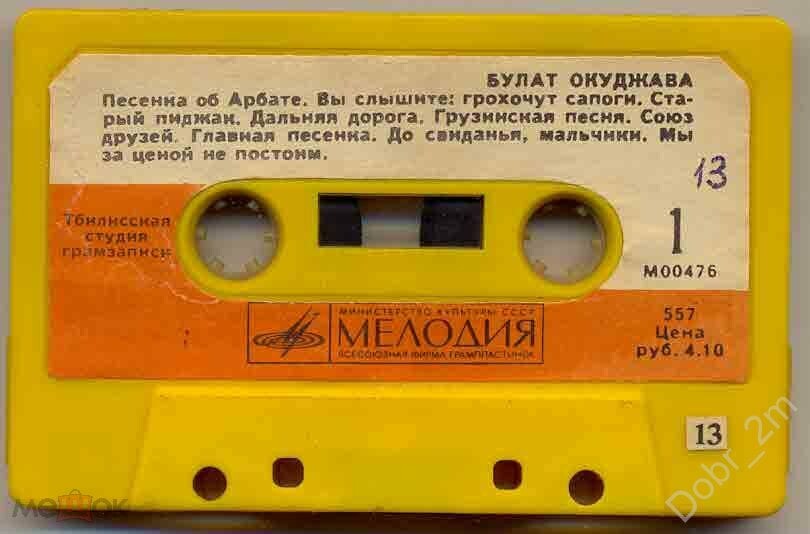 БУЛАТ ОКУДЖАВА
Песенка об Арбате. Вы слышите: грохочут сапоги. Ста-
рый пиджак. Дальняя дорога. Грузинская песня. Союз
друзей. Главная песенка. До свиданья, мальчики. Мы
за ценой не постоим.
13
Тбилисская
студия
грамзаписи
1
М00476
МИНИСТЕРСТВО КУЛЬТУРЫ СССР
МЕЛОДИЯ
ВСЕСОЮЗНАЯ ФИРМА ГРАМПЛАСТИНОК
557
Цена
руб. 4.10
13
Dobr_2m
мешок